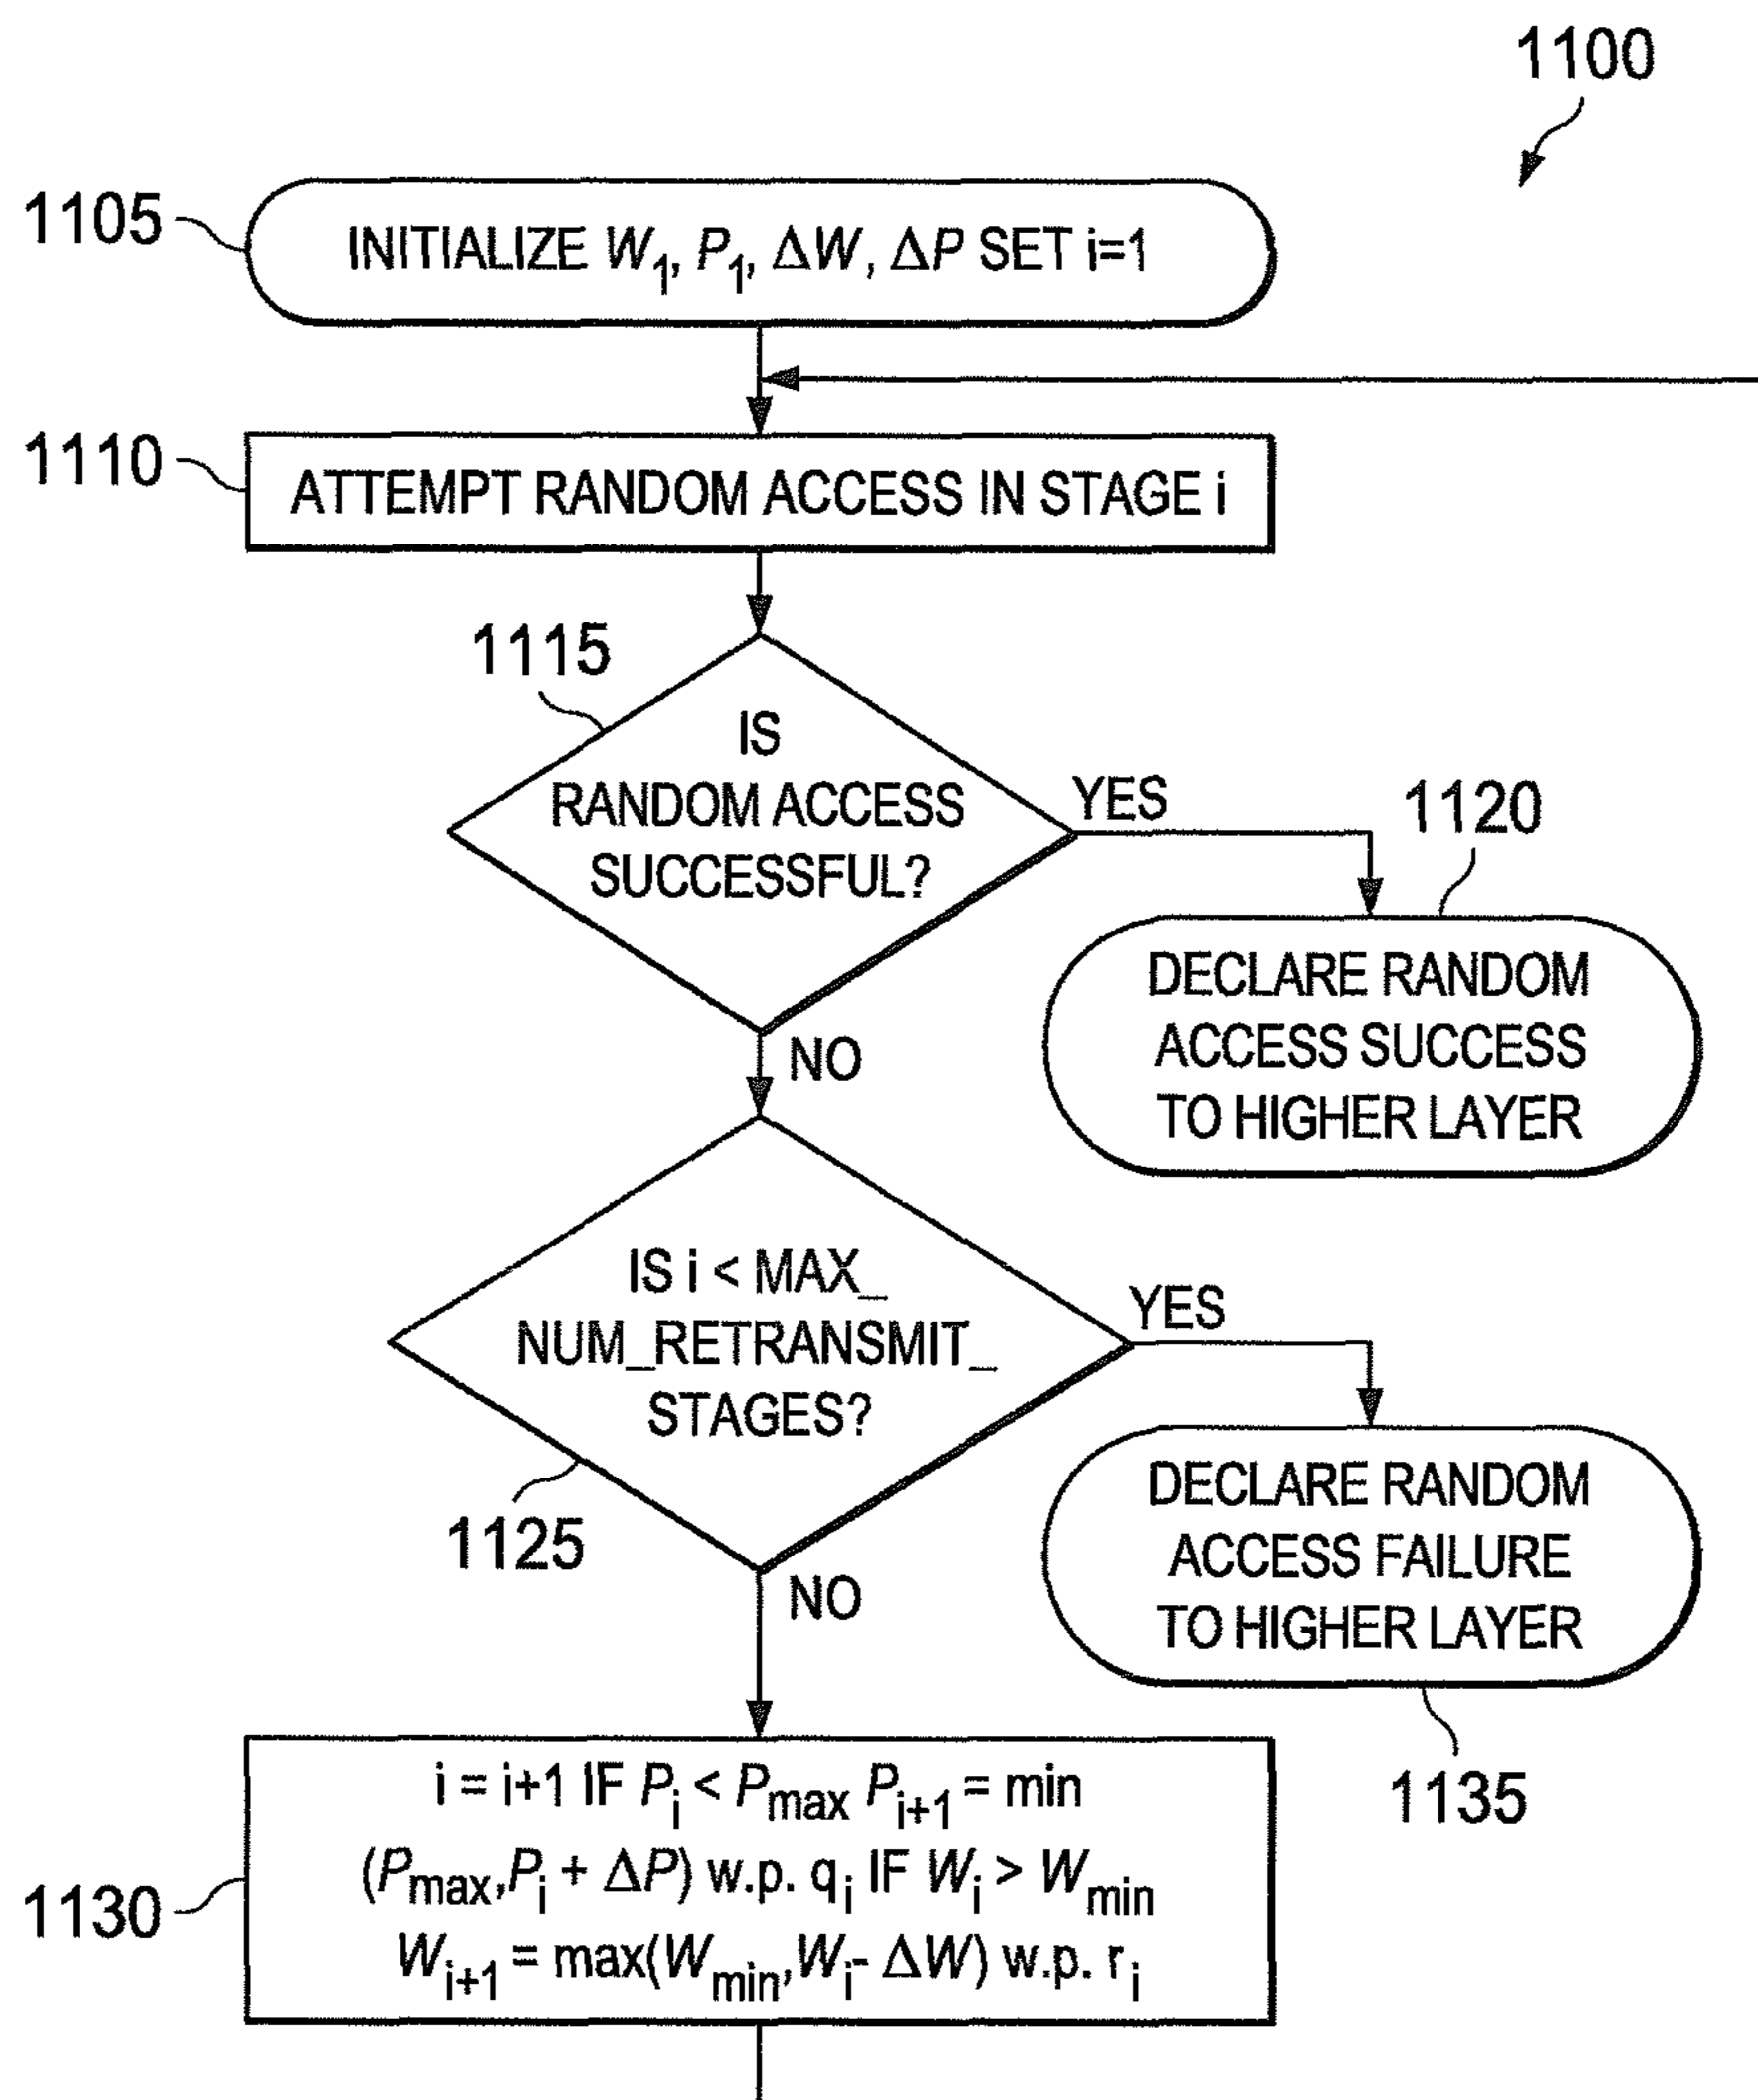 1100
1105
INITIALIZE W1, P1, ΔW, ΔP SET i=1
1110
ATTEMPT RANDOM ACCESS IN STAGE i
1115
IS
RANDOM ACCESS
SUCCESSFUL?
YES
1120
DECLARE RANDOM
ACCESS SUCCESS
TO HIGHER LAYER
NO
IS i < MAX_
NUM_RETRANSMIT_
STAGES?
YES
1125
DECLARE RANDOM
ACCESS FAILURE
TO HIGHER LAYER
NO
1135
1130
i = i+1 IF Pi < Pmax Pi+1 = min
(Pmax,Pi + ΔP) w.p. qi IF Wi > Wmin
Wi+1 = max(Wmin,Wi- ΔW) w.p. ri